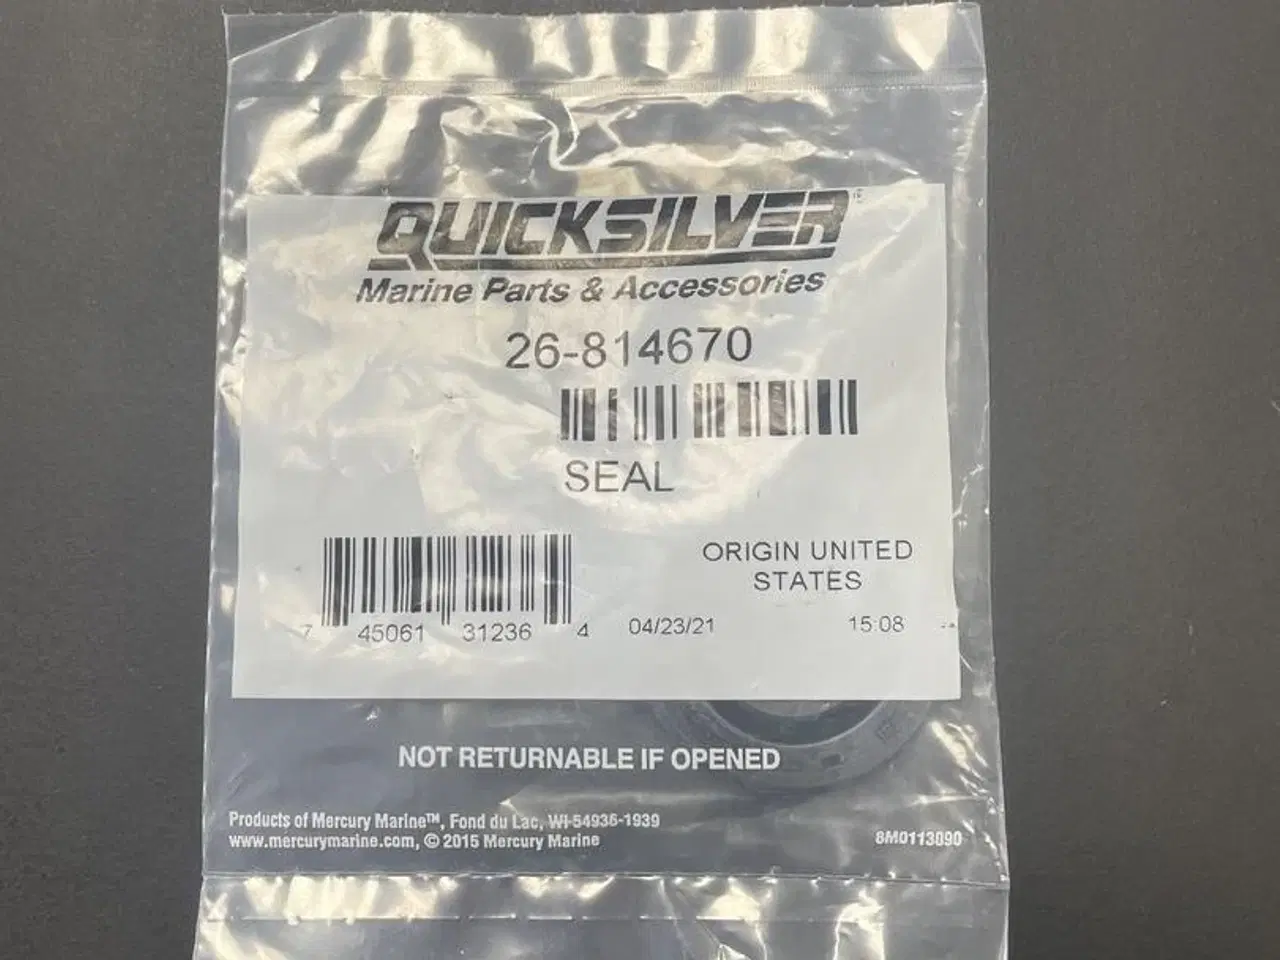 QUICKSILVER
Marine Parts & Accessories
26-814670
SEAL
ORIGIN UNITED
STATES
7 45061 31236 4 04/23/21 15:08
NOT RETURNABLE IF OPENED
Products of Mercury Marine™, Fond du Lac, WI-54936-1939
www.mercurymarine.com, © 2015 Mercury Marine
8M0113090